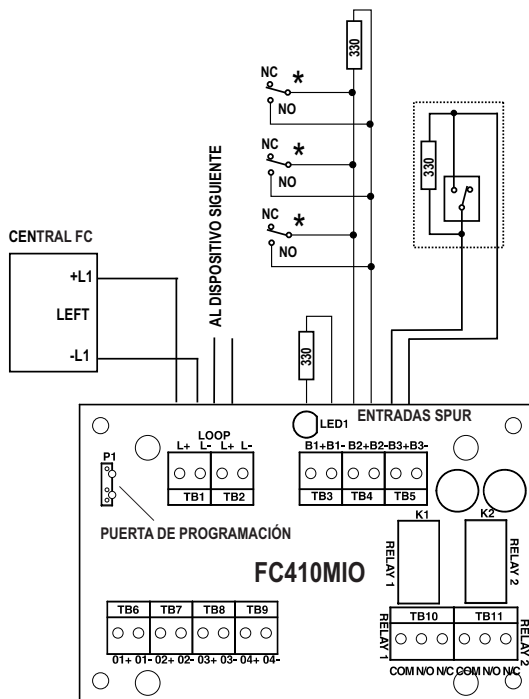 330
NC *
NO
NC *
NO
NC *
NO
330
AL DISPOSITIVO SIGUIENTE
CENTRAL FC
+L1
LEFT
-L1
330
LED1
ENTRADAS SPUR
LOOP
L+ L- L+ L-
B1+B1- B2+B2- B3+B3-
P1
TB1 TB2
TB3 TB4 TB5
PUERTA DE PROGRAMACIÓN
K1 K2
RELAY 1
RELAY 2
FC410MIO
TB6 TB7 TB8 TB9
01+ 01- 02+ 02- 03+ 03- 04+ 04-
RELAY 1
TB10 TB11
RELAY 2
COM N/O N/C COM N/O N/C